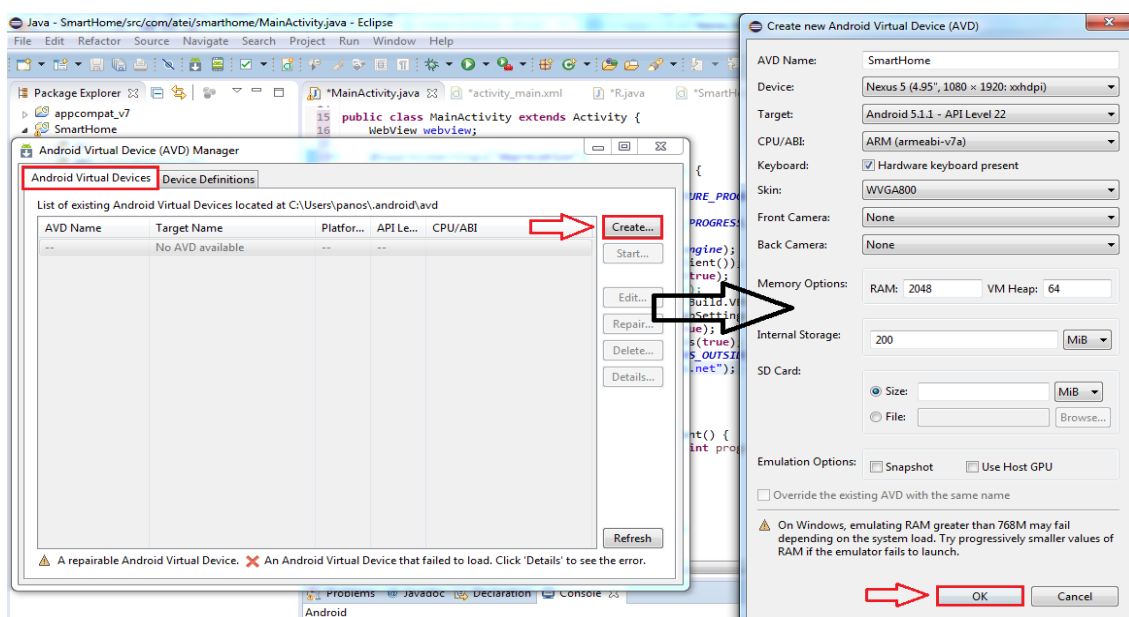 Java - SmartHome/src/com/atei/smarthome/MainActivity.java - Eclipse
File Edit Refactor Source Navigate Search Project Run Window Help
Package Explorer
*MainActivity.java *activity_main.xml *R.java
appcompat_v7
SmartHome
15 public class MainActivity extends Activity {
16 WebView webview;
Android Virtual Device (AVD) Manager
Android Virtual Devices Device Definitions
List of existing Android Virtual Devices located at C:\Users\panos\.android\avd
AVD Name Target Name Platfor... API Le... CPU/ABI
-- No AVD available -- --
Create...
Start...
Edit...
Repair...
Delete...
Details...
Refresh
A repairable Android Virtual Device. An Android Virtual Device that failed to load. Click 'Details' to see the error.
{
true);
s(true)
.net");
{
int
Problems Javadoc Declaration Console
Android
Create new Android Virtual Device (AVD)
AVD Name: SmartHome
Device: Nexus 5 (4.95", 1080 × 1920: xxhdpi)
Target: Android 5.1.1 - API Level 22
CPU/ABI: ARM (armeabi-v7a)
Keyboard: Hardware keyboard present
Skin: WVGA800
Front Camera: None
Back Camera: None
Memory Options: RAM: 2048 VM Heap: 64
Internal Storage: 200 MiB
SD Card:
Size: MiB
File: Browse...
Emulation Options: Snapshot Use Host GPU
Override the existing AVD with the same name
On Windows, emulating RAM greater than 768M may fail
depending on the system load. Try progressively smaller values of
RAM if the emulator fails to launch.
OK Cancel